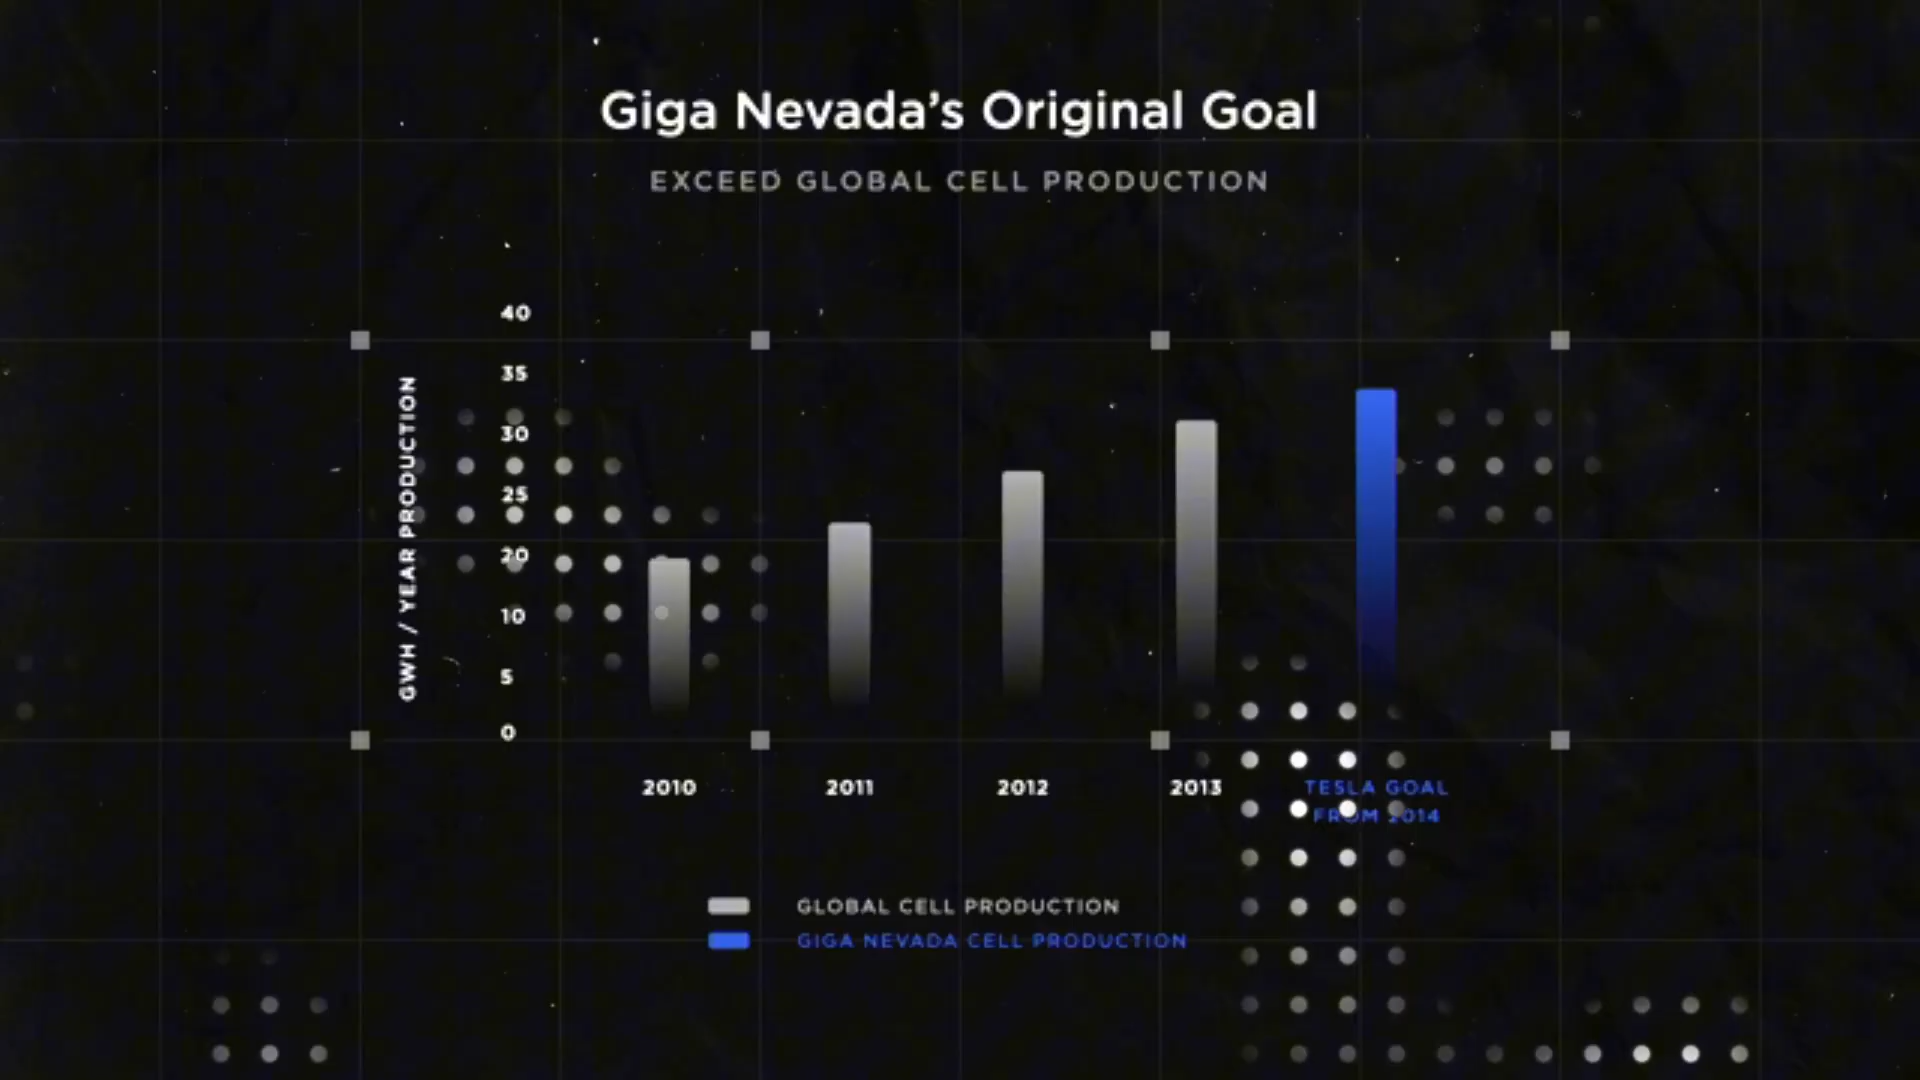 Giga Nevada’s Original Goal
EXCEED GLOBAL CELL PRODUCTION
GWH / YEAR PRODUCTION
40
35
30
25
20
10
5
0
2010
2011
2012
2013
TESLA GOAL
FROM 2014
GLOBAL CELL PRODUCTION
GIGA NEVADA CELL PRODUCTION